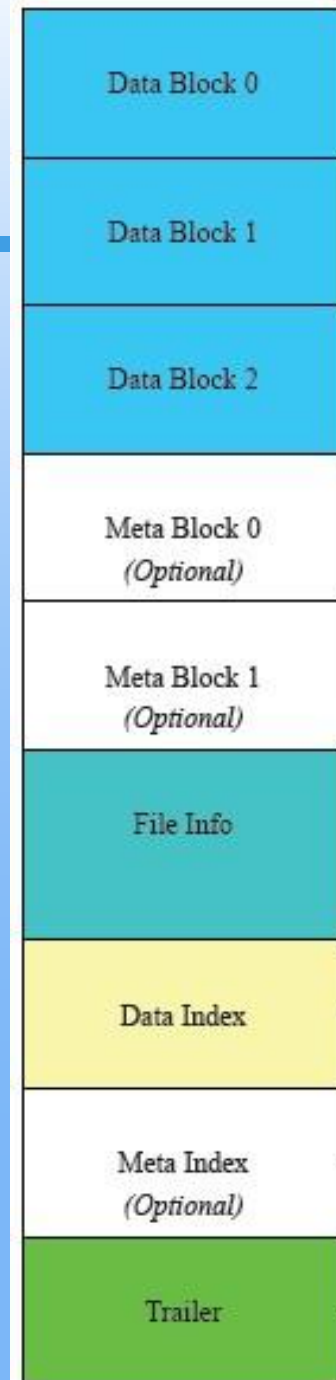 Data Block 0
Data Block 1
Data Block 2
Meta Block 0
(Optional)
Meta Block 1
(Optional)
File Info
Data Index
Meta Index
(Optional)
Trailer